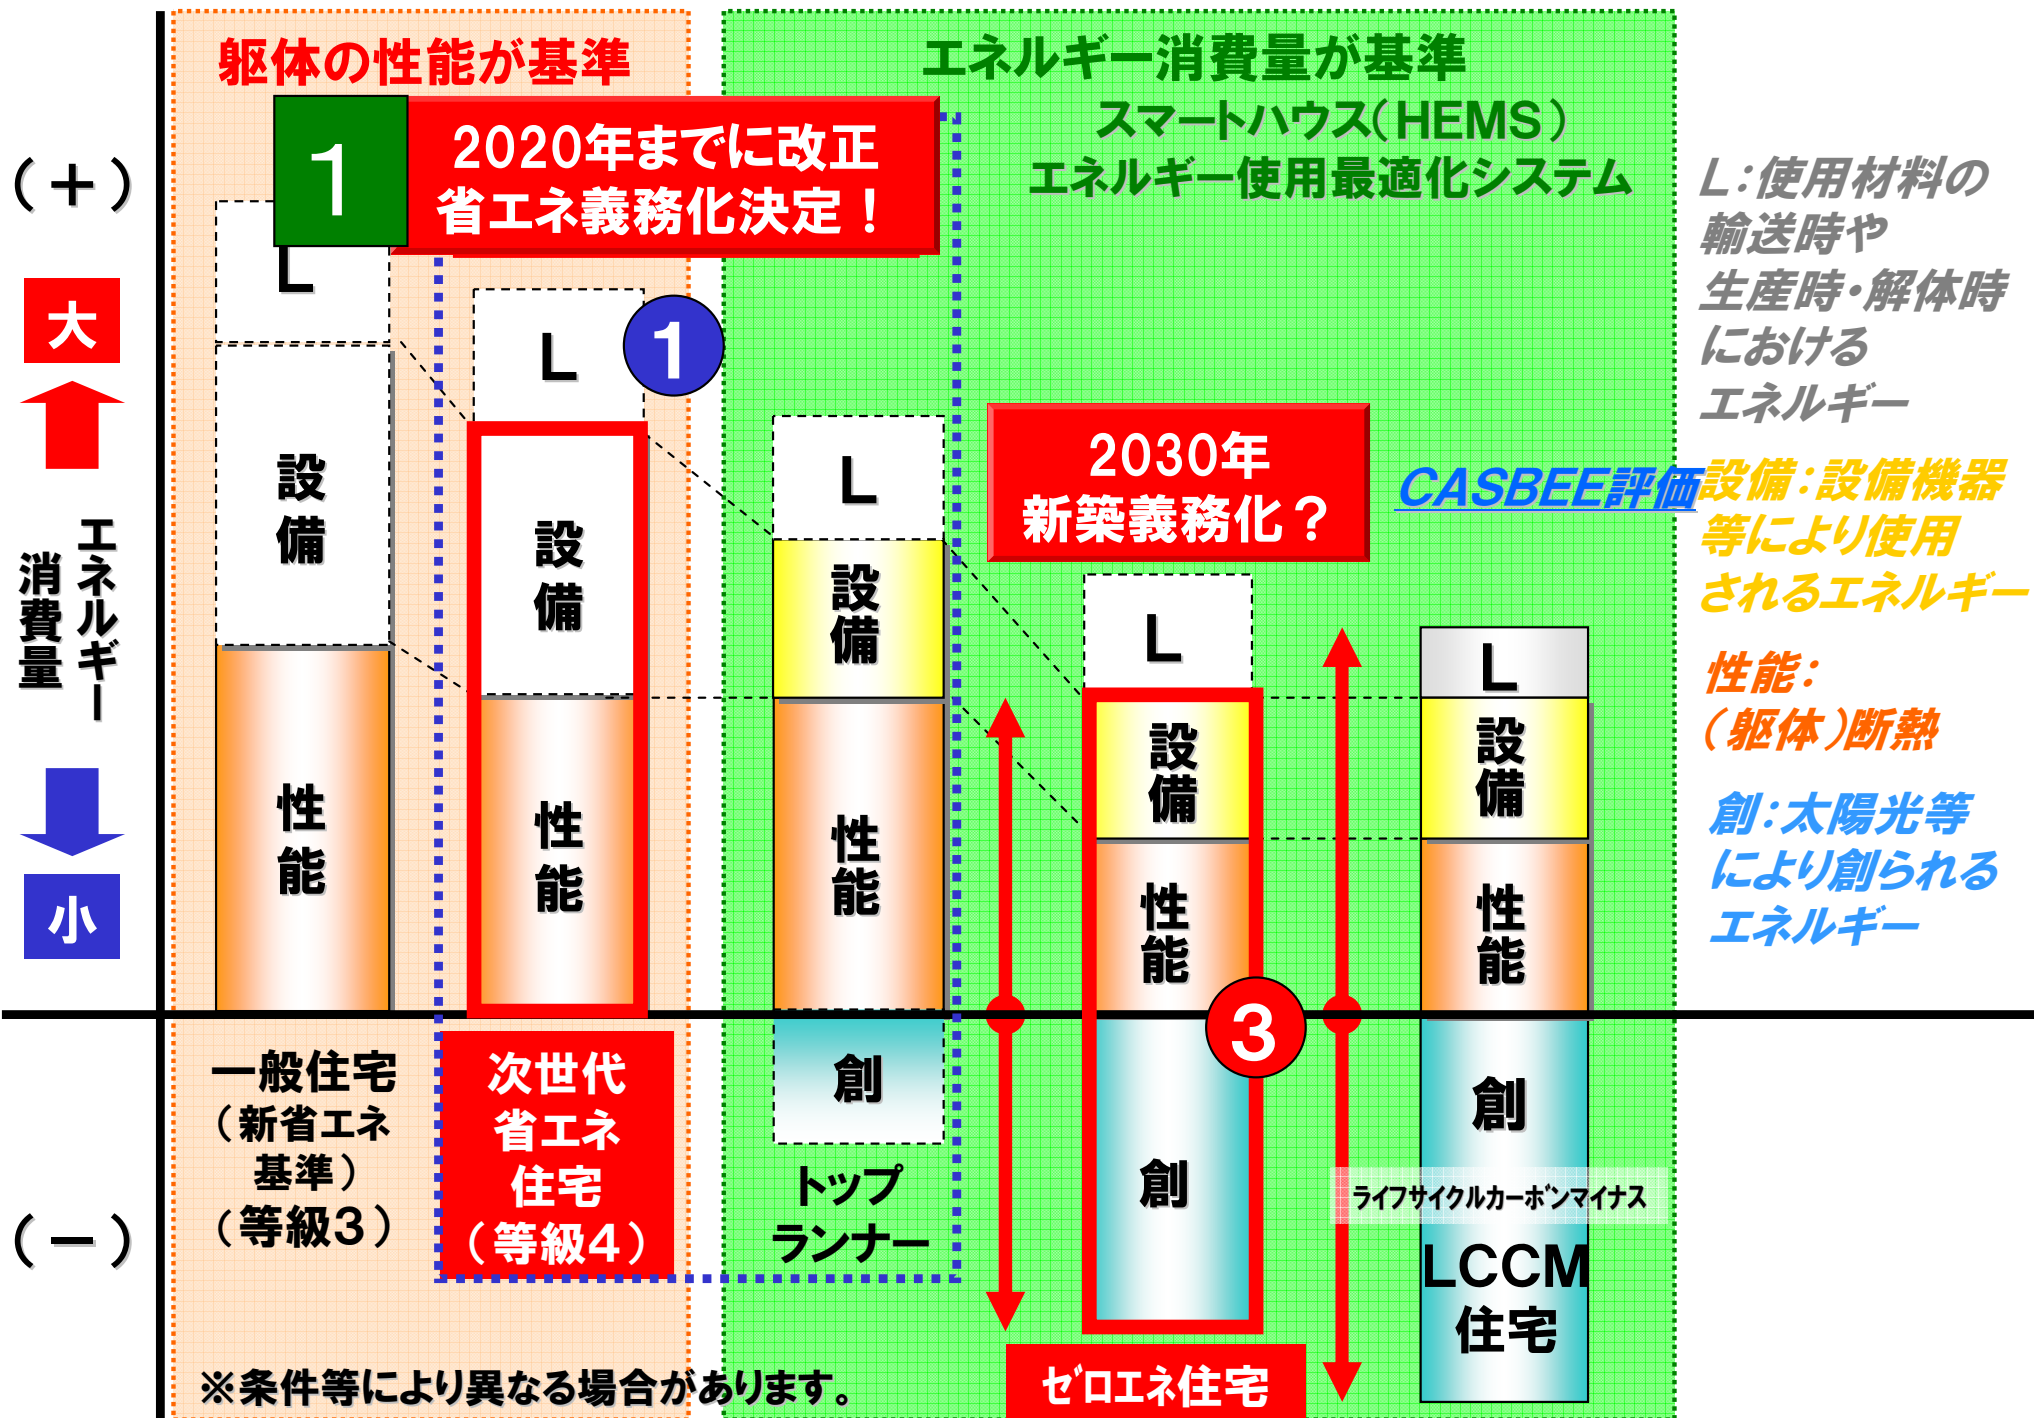 躯体の性能が基準
エネルギー消費量が基準
スマートハウス(HEMS)
エネルギー使用最適化システム
1
2020年までに改正
省エネ義務化決定！
(＋)
大
エネルギー
消費量
小
(－)
L
設備
性能
一般住宅
(新省エネ
基準)
(等級3)
L
1
設備
性能
次世代
省エネ
住宅
(等級4)
L
設備
性能
創
トップ
ランナー
2030年
新築義務化？
L
設備
性能
3
創
ゼロエネ住宅
CASBEE評価
L
設備
性能
創
ライフサイクルカーボンマイナス
LCCM
住宅
L：使用材料の
輸送時や
生産時・解体時
における
エネルギー
設備：設備機器
等により使用
されるエネルギー
性能：
(躯体)断熱
創：太陽光等
により創られる
エネルギー
※条件等により異なる場合があります。